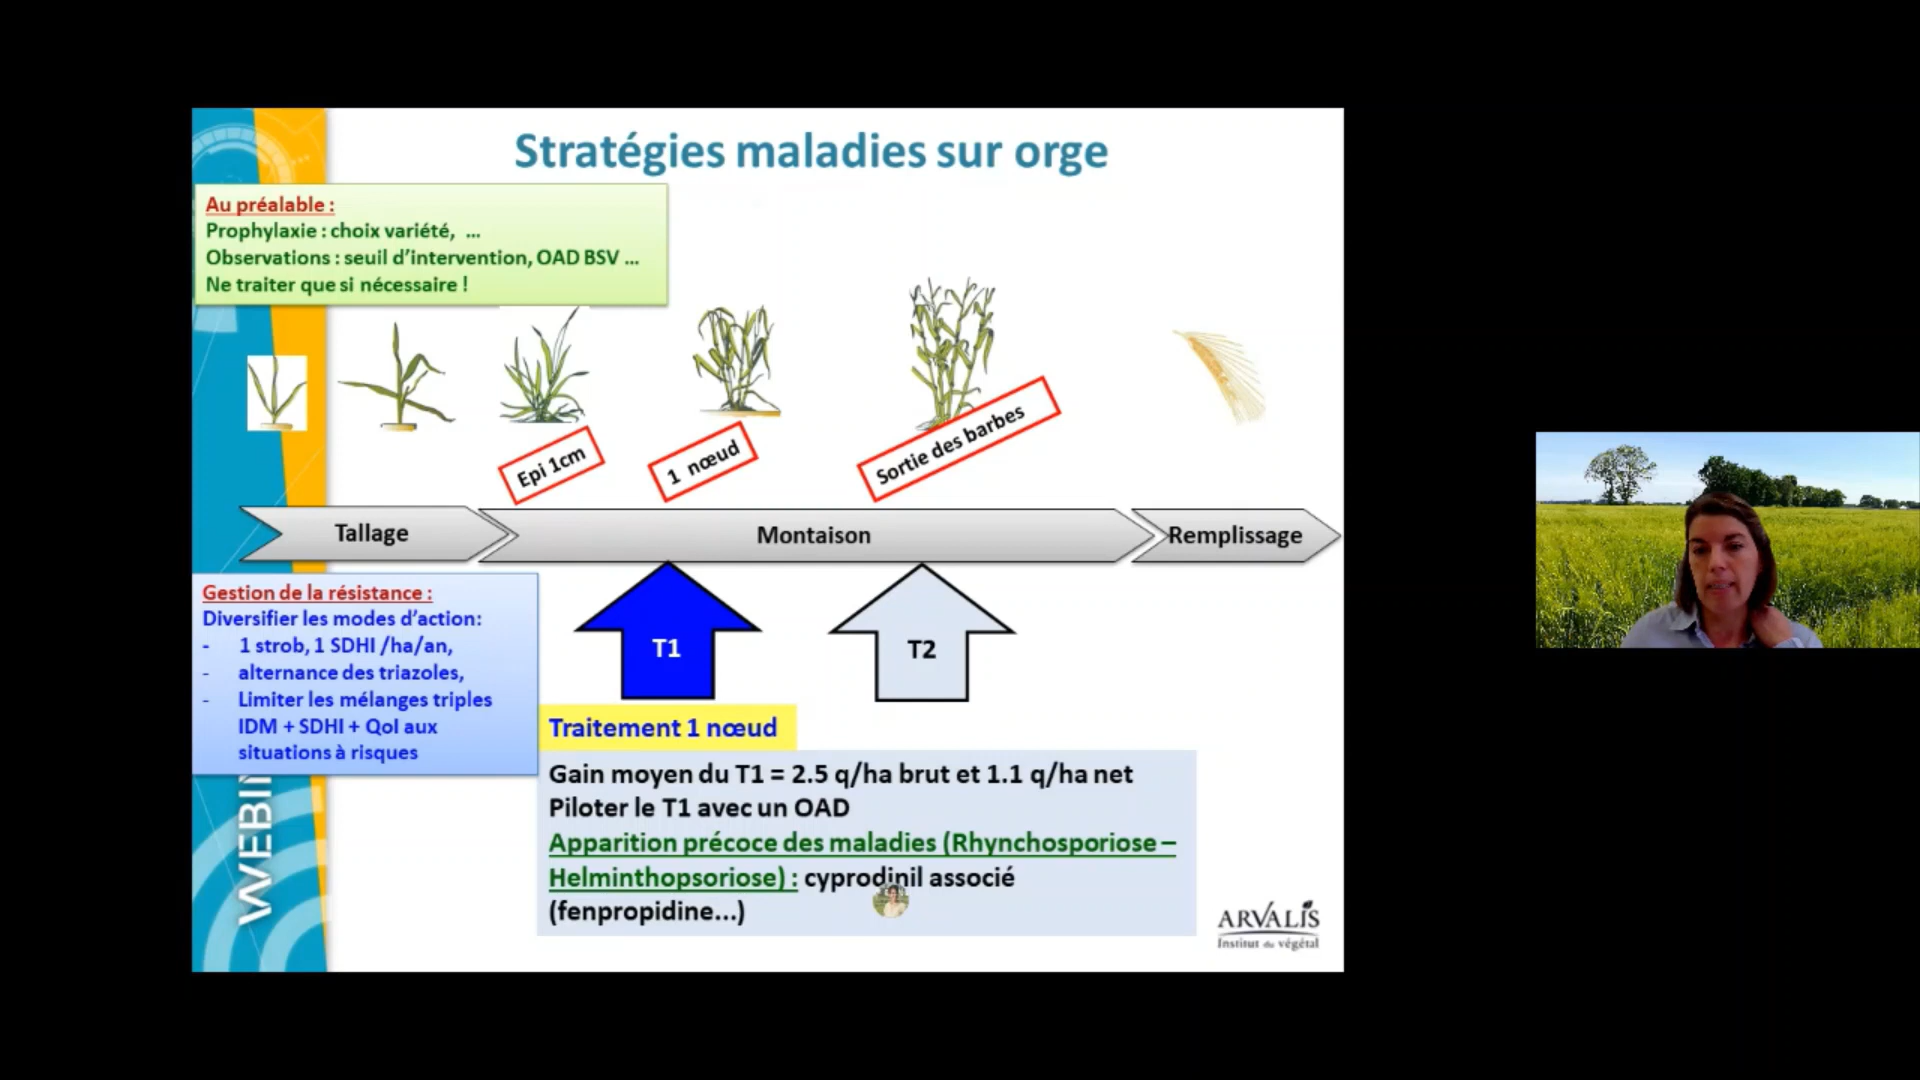 Stratégies maladies sur orge
Au préalable :
Prophylaxie : choix variété, ...
Observations : seuil d'intervention, OAD BSV ...
Ne traiter que si nécessaire !
Epi 1cm
1 nœud
Sortie des barbes
Tallage
Montaison
Remplissage
Gestion de la résistance :
Diversifier les modes d'action:
- 1 strob, 1 SDHI /ha/an,
- alternance des triazoles,
- Limiter les mélanges triples
IDM + SDHI + QoI aux
situations à risques
T1
T2
Traitement 1 nœud
Gain moyen du T1 = 2.5 q/ha brut et 1.1 q/ha net
Piloter le T1 avec un OAD
Apparition précoce des maladies (Rhynchosporiose –
Helminthopsoriose) : cyprodinil associé
(fenpropidine...)
WEBI
ARVALIS
Institut du végétal